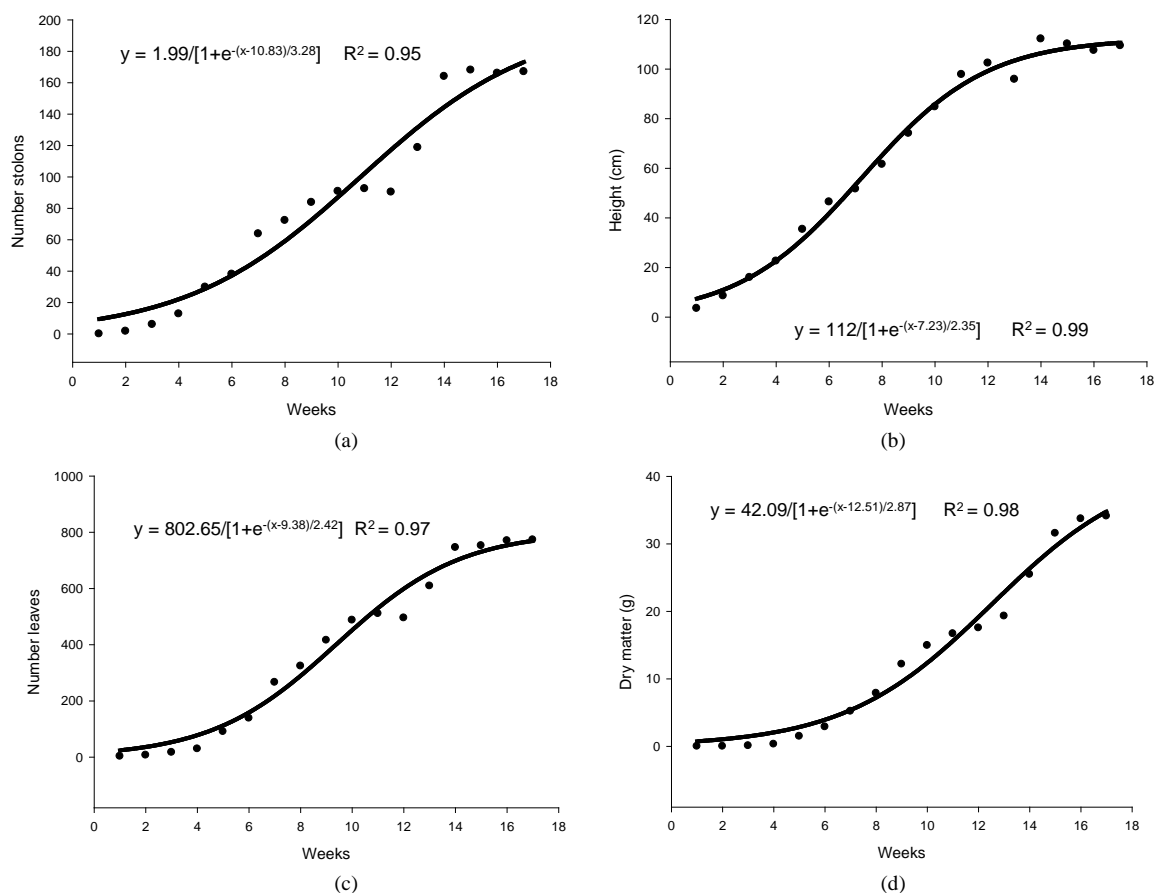 200
180
160
140
120
100
80
60
40
20
0
Number stolons
y = 1.99/[1+e^-(x-10.83)/3.28] R² = 0.95
0 2 4 6 8 10 12 14 16 18
Weeks
(a)
120
100
80
60
40
20
0
Height (cm)
y = 112/[1+e^-(x-7.23)/2.35] R² = 0.99
0 2 4 6 8 10 12 14 16 18
Weeks
(b)
1000
800
600
400
200
0
Number leaves
y = 802.65/[1+e^-(x-9.38)/2.42] R² = 0.97
0 2 4 6 8 10 12 14 16 18
Weeks
(c)
40
30
20
10
0
Dry matter (g)
y = 42.09/[1+e^-(x-12.51)/2.87] R² = 0.98
0 2 4 6 8 10 12 14 16 18
Weeks
(d)